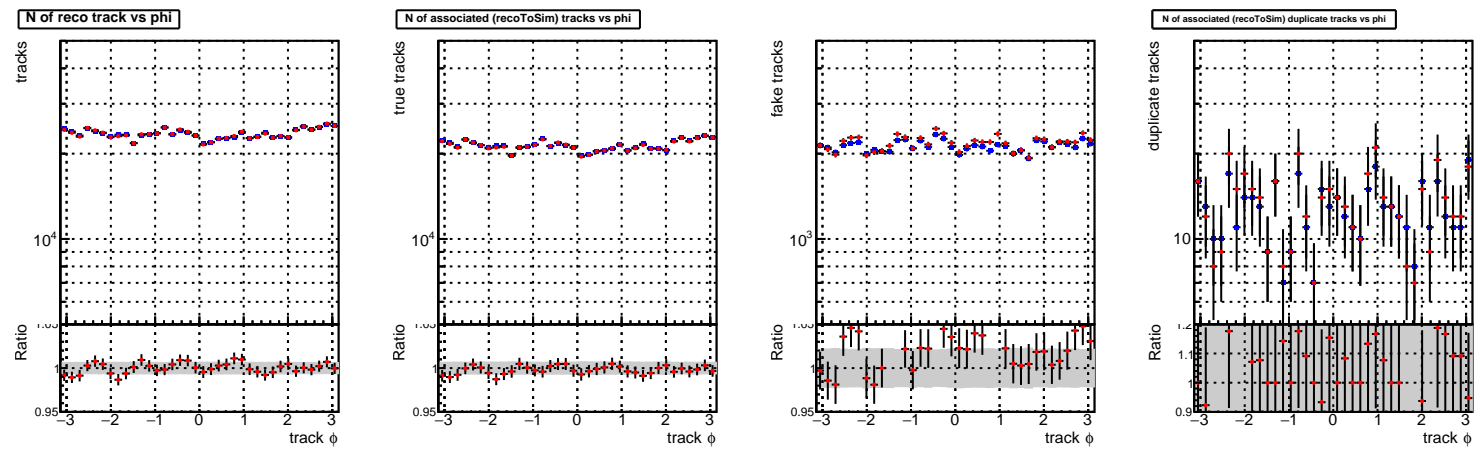 N of reco track vs phi
tracks
10⁴
Ratio
1
0.95
−3 −2 −1 0 1 2 3
track ϕ
N of associated (recoToSim) tracks vs phi
true tracks
10⁴
Ratio
1
0.95
−3 −2 −1 0 1 2 3
track ϕ
fake tracks
10³
Ratio
1
0.95
−3 −2 −1 0 1 2 3
track ϕ
N of associated (recoToSim) duplicate tracks vs phi
duplicate tracks
10
Ratio
1.2
1.1
1
0.9
−3 −2 −1 0 1 2 3
track ϕ